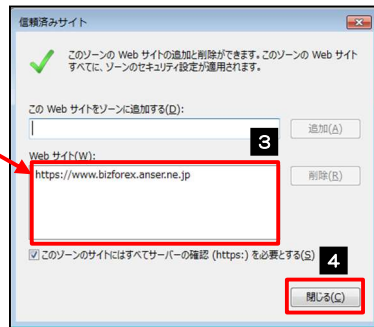 信頼済みサイト
このゾーンの Web サイトの追加と削除ができます。このゾーンの Web サイト
すべてに、ゾーンのセキュリティ設定が適用されます。
この Web サイトをゾーンに追加する(D):
追加(A)
3
Web サイト(W):
https://www.bizforex.anser.ne.jp
削除(R)
このゾーンのサイトにはすべてサーバーの確認 (https:) を必要とする(S)
4
閉じる(C)